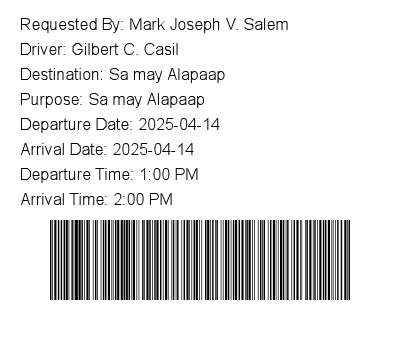 Requested By: Mark Joseph V. Salem
Driver: Gilbert C. Casil
Destination: Sa may Alapaap
Purpose: Sa may Alapaap
Departure Date: 2025-04-14
Arrival Date: 2025-04-14
Departure Time: 1:00 PM
Arrival Time: 2:00 PM